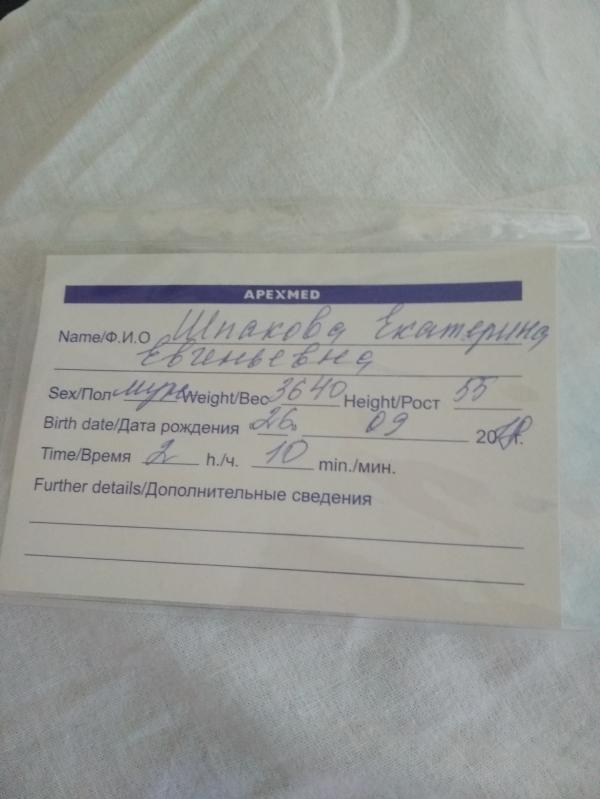 APEXMED
Name/Ф.И.О Шпакова Екатерина
Евгеньевна
Sex/Пол муж Weight/Вес 3640 Height/Рост 55
Birth date/Дата рождения 26. 09 20 г.
Time/Время 2 h./ч. 10 min./мин.
Further details/Дополнительные сведения